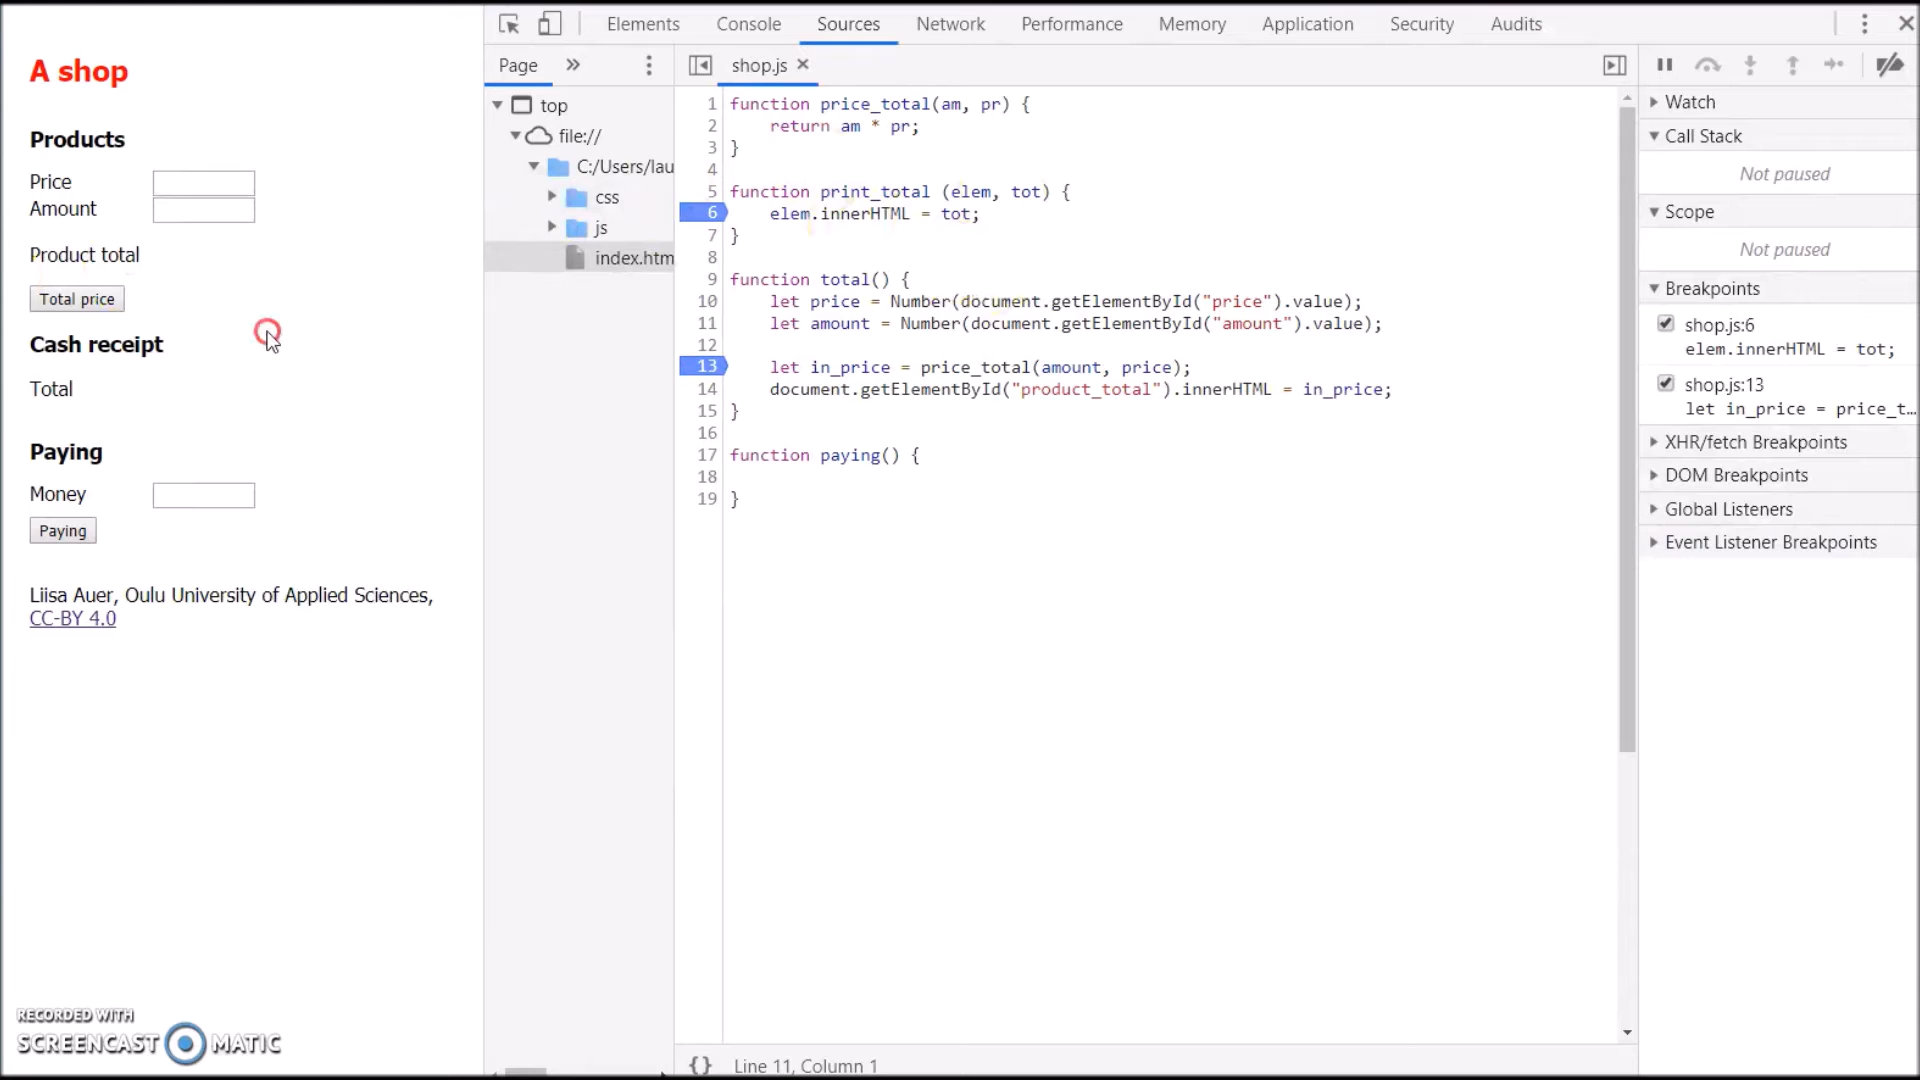 A shop
Products
Price
Amount
Product total
Total price
Cash receipt
Total
Paying
Money
Paying
Liisa Auer, Oulu University of Applied Sciences,
CC-BY 4.0
RECORDED WITH
SCREENCAST MATIC
Elements Console Sources Network Performance Memory Application Security Audits
Page
top
file://
C:/Users/lau
css
js
index.htm
shop.js
1 function price_total(am, pr) {
2 return am * pr;
3 }
4
5 function print_total (elem, tot) {
6 elem.innerHTML = tot;
7 }
8
9 function total() {
10 let price = Number(document.getElementById("price").value);
11 let amount = Number(document.getElementById("amount").value);
12
13 let in_price = price_total(amount, price);
14 document.getElementById("product_total").innerHTML = in_price;
15 }
16
17 function paying() {
18
19 }
{} Line 11, Column 1
Watch
Call Stack
Not paused
Scope
Not paused
Breakpoints
shop.js:6
elem.innerHTML = tot;
shop.js:13
let in_price = price_t…
XHR/fetch Breakpoints
DOM Breakpoints
Global Listeners
Event Listener Breakpoints